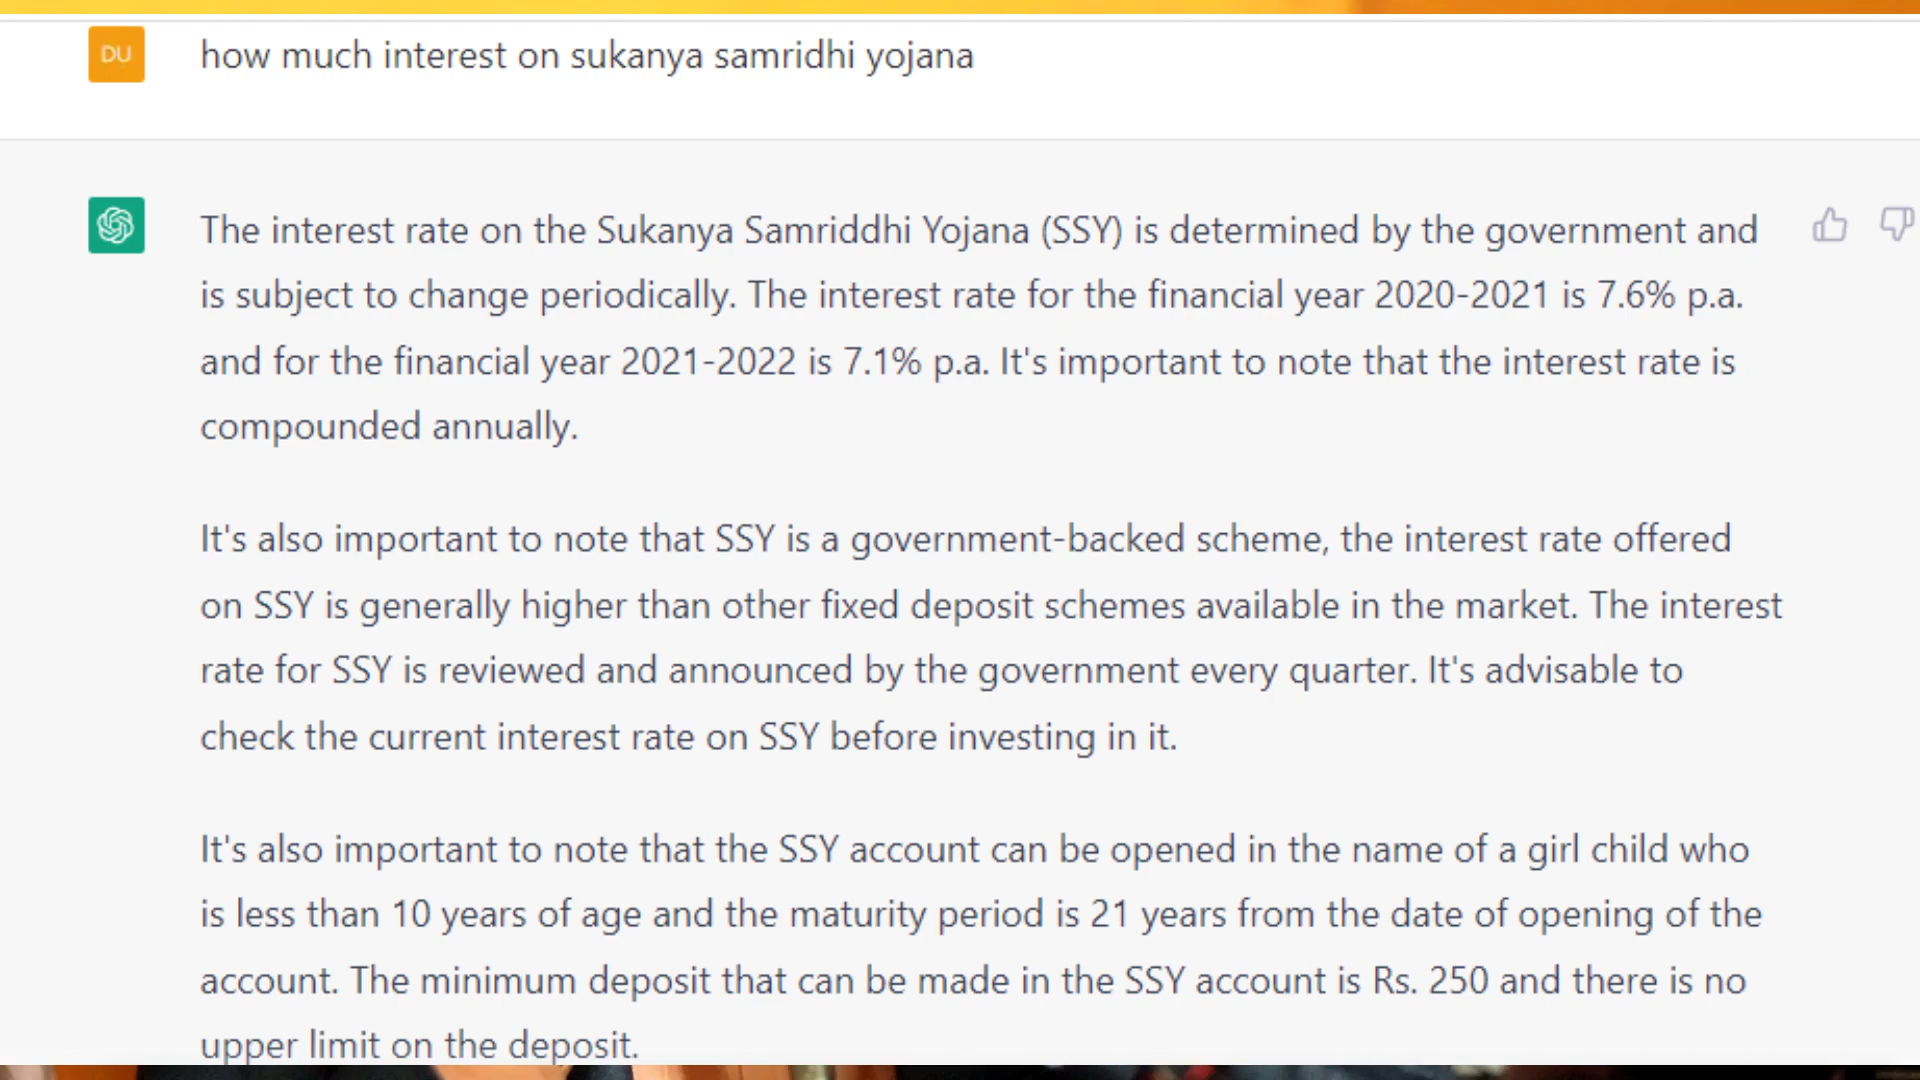 DU
how much interest on sukanya samridhi yojana
The interest rate on the Sukanya Samriddhi Yojana (SSY) is determined by the government and
is subject to change periodically. The interest rate for the financial year 2020-2021 is 7.6% p.a.
and for the financial year 2021-2022 is 7.1% p.a. It's important to note that the interest rate is
compounded annually.
It's also important to note that SSY is a government-backed scheme, the interest rate offered
on SSY is generally higher than other fixed deposit schemes available in the market. The interest
rate for SSY is reviewed and announced by the government every quarter. It's advisable to
check the current interest rate on SSY before investing in it.
It's also important to note that the SSY account can be opened in the name of a girl child who
is less than 10 years of age and the maturity period is 21 years from the date of opening of the
account. The minimum deposit that can be made in the SSY account is Rs. 250 and there is no
upper limit on the deposit.